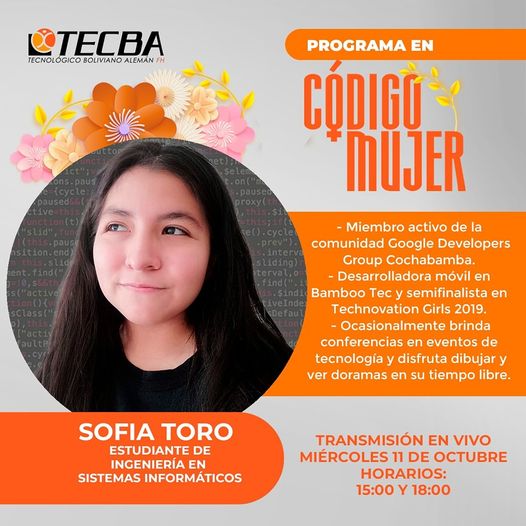 TECBA
TECNOLÓGICO BOLIVIANO ALEMÁN FH
PROGRAMA EN
CÓDIGO
MUJER
- Miembro activo de la
comunidad Google Developers
Group Cochabamba.
- Desarrolladora móvil en
Bamboo Tec y semifinalista en
Technovation Girls 2019.
- Ocasionalmente brinda
conferencias en eventos de
tecnología y disfruta dibujar y
ver doramas en su tiempo libre.
SOFIA TORO
ESTUDIANTE DE
INGENIERÍA EN
SISTEMAS INFORMÁTICOS
TRANSMISIÓN EN VIVO
MIÉRCOLES 11 DE OCTUBRE
HORARIOS:
15:00 Y 18:00